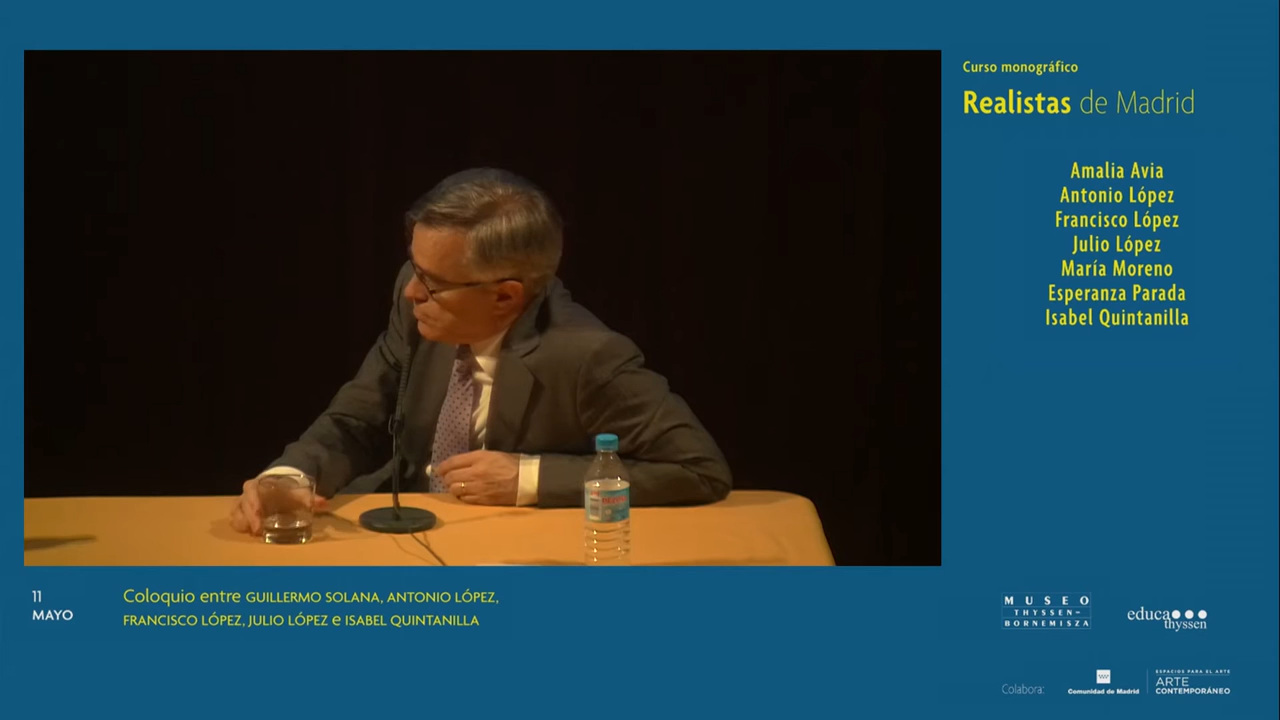 Curso monográfico
Realistas de Madrid
Amalia Avia
Antonio López
Francisco López
Julio López
María Moreno
Esperanza Parada
Isabel Quintanilla
11
MAYO
Coloquio entre GUILLERMO SOLANA, ANTONIO LÓPEZ,
FRANCISCO LÓPEZ, JULIO LÓPEZ e ISABEL QUINTANILLA
MUSEO
THYSSEN-
BORNEMISZA
educa
thyssen
Colabora:
Comunidad de Madrid
ESPACIOS PARA EL ARTE
ARTE
CONTEMPORÁNEO